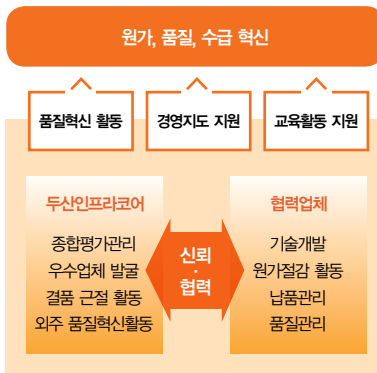 원가, 품질, 수급 혁신
품질혁신 활동
경영지도 지원
교육활동 지원
두산인프라코어
종합평가관리
우수업체 발굴
결품 근절 활동
외주 품질혁신활동
신뢰
·
협력
협력업체
기술개발
원가절감 활동
납품관리
품질관리